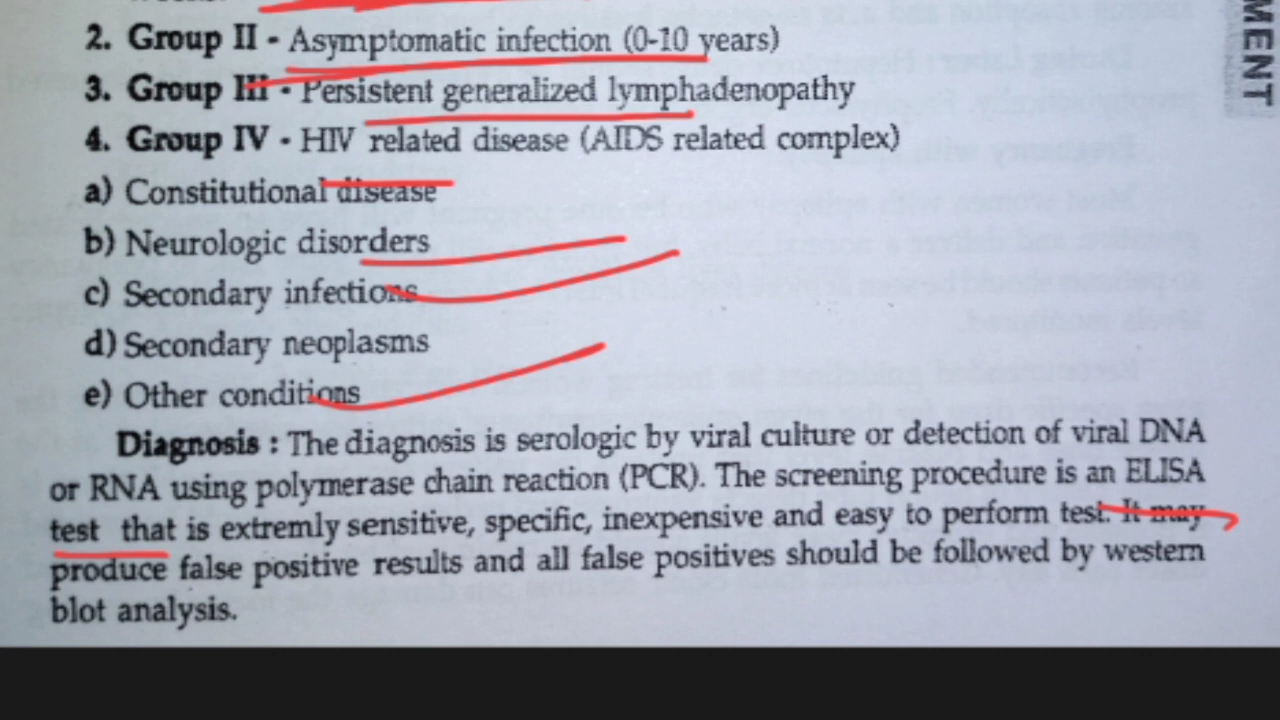 2. Group II - Asymptomatic infection (0-10 years)
3. Group III - Persistent generalized lymphadenopathy
4. Group IV - HIV related disease (AIDS related complex)
a) Constitutional disease
b) Neurologic disorders
c) Secondary infections
d) Secondary neoplasms
e) Other conditions
Diagnosis : The diagnosis is serologic by viral culture or detection of viral DNA
or RNA using polymerase chain reaction (PCR). The screening procedure is an ELISA
test that is extremly sensitive, specific, inexpensive and easy to perform test. It may
produce false positive results and all false positives should be followed by western
blot analysis.
MENT